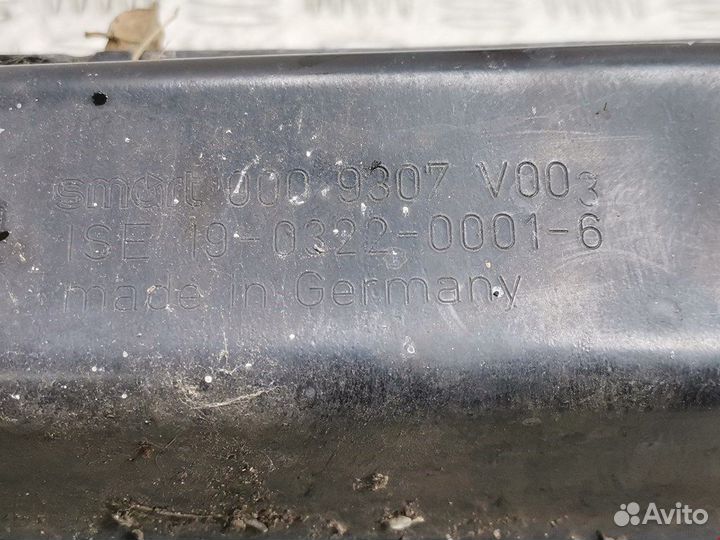 smart 000 9307 V003
ISE 19-0322-0001-6
made in Germany
Avito